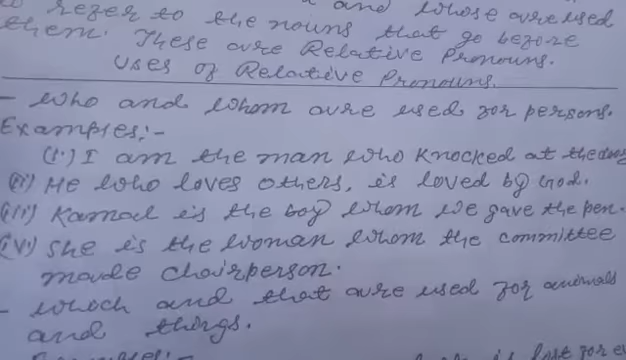 and whose are used
to refer to the nouns that go before
them. These are Relative Pronouns.
Uses of Relative Pronouns.
- Who and whom are used for persons.
Examples:-
(i) I am the man who knocked at the door
(ii) He who loves others, is loved by God.
(iii) Kamal is the boy whom we gave the pen.
(iv) She is the woman whom the committee
made chairperson.
- which and that are used for animals
and things.